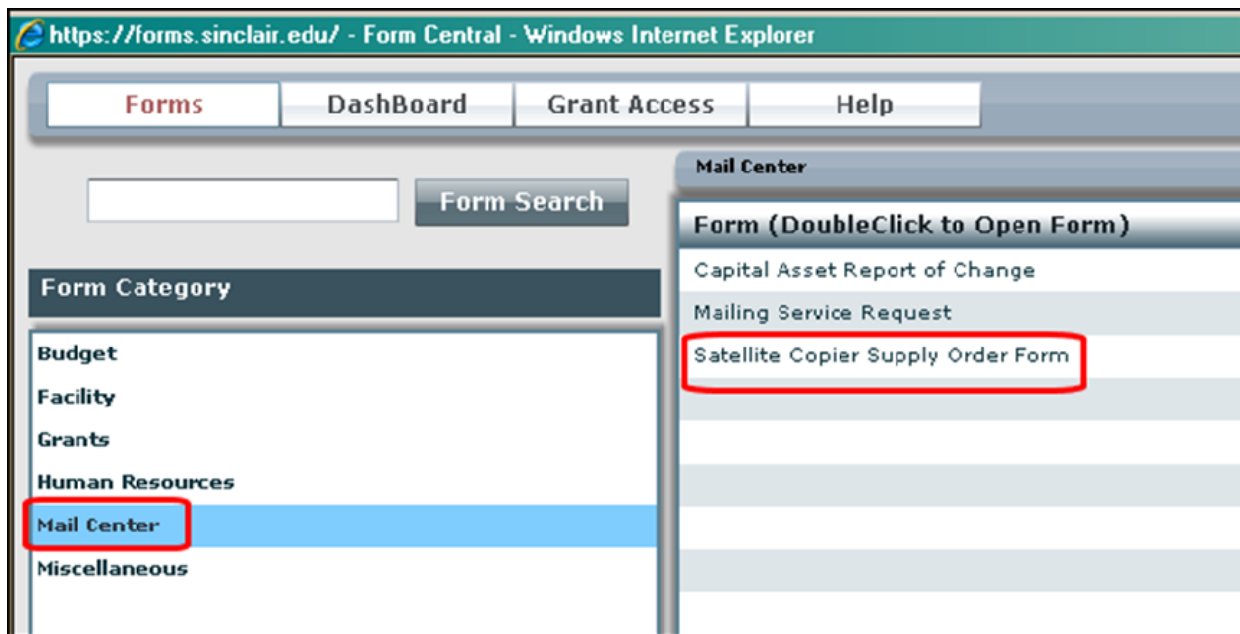 https://forms.sinclair.edu/ - Form Central - Windows Internet Explorer
Forms DashBoard Grant Access Help
Form Search
Form Category
Budget
Facility
Grants
Human Resources
Mail Center
Miscellaneous
Mail Center
Form (DoubleClick to Open Form)
Capital Asset Report of Change
Mailing Service Request
Satellite Copier Supply Order Form